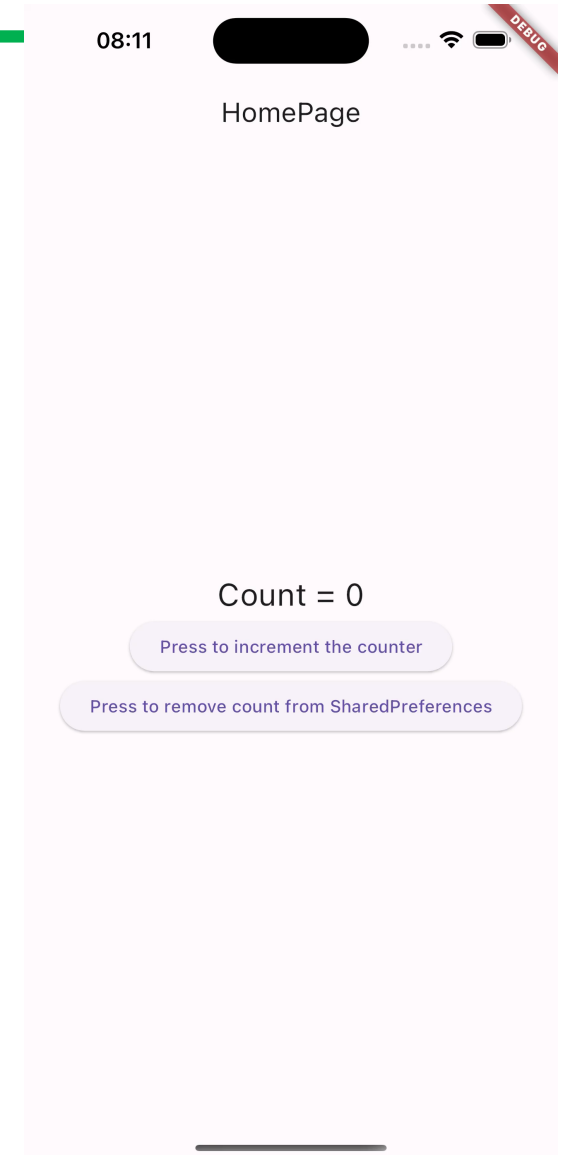 08:11
DEBUG
HomePage
Count = 0
Press to increment the counter
Press to remove count from SharedPreferences